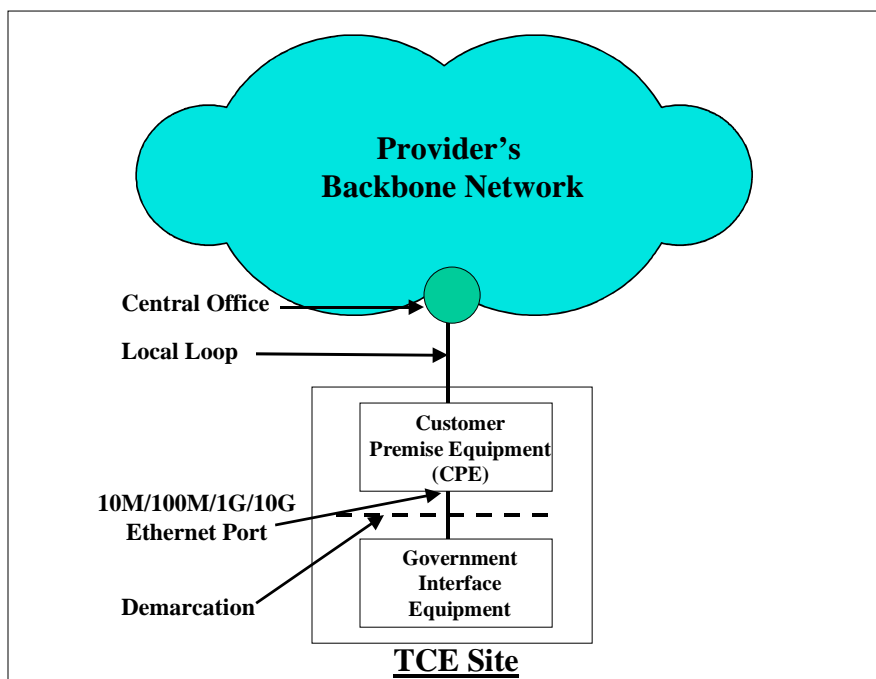 Provider's
Backbone Network
Central Office
Local Loop
Customer
Premise Equipment
(CPE)
10M/100M/1G/10G
Ethernet Port
Government
Interface
Equipment
Demarcation
TCE Site